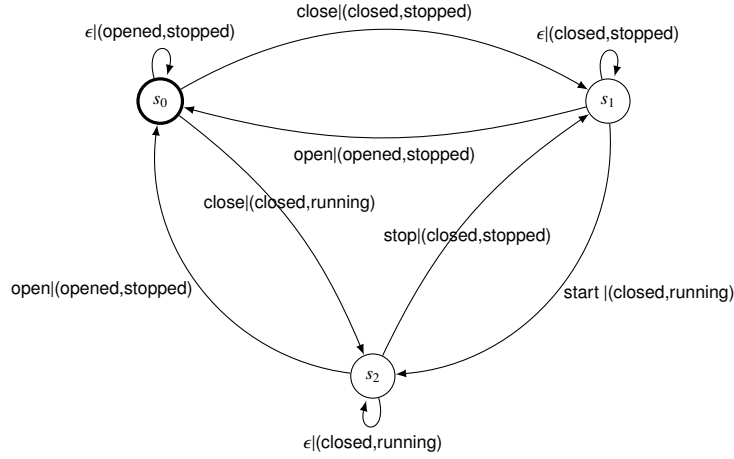 close|(closed,stopped)
ϵ|(opened,stopped)
ϵ|(closed,stopped)
s0
s1
open|(opened,stopped)
close|(closed,running)
stop|(closed,stopped)
open|(opened,stopped)
start |(closed,running)
s2
ϵ|(closed,running)